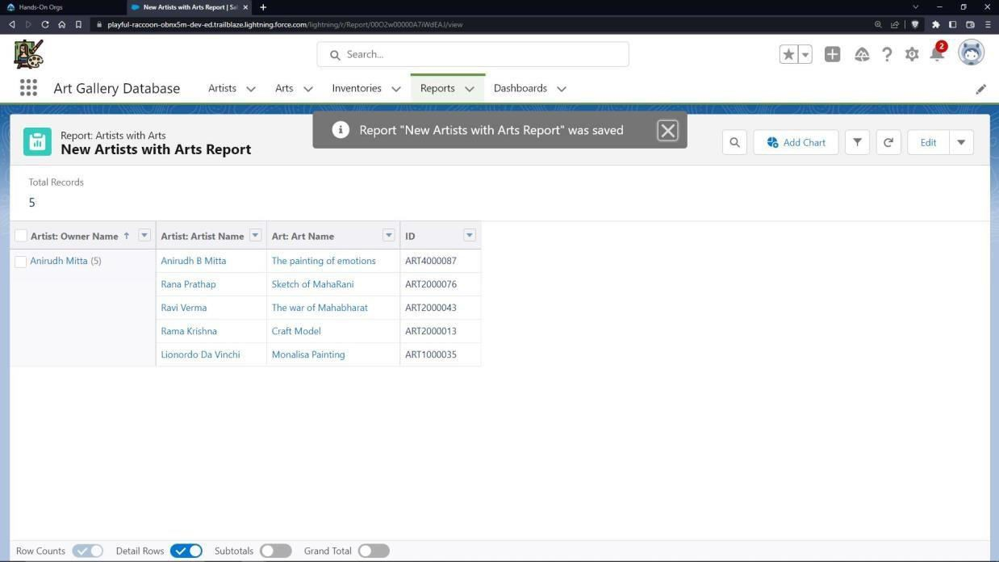 Hands-On Orgs
New Artists with Arts Report | Sal
playful-raccoon-obnx5m-dev-ed.trailblaze.lightning.force.com/lightning/r/Report/00O2w00000A7iWdEAJ/view
Search...
2
Art Gallery Database
Artists
Arts
Inventories
Reports
Dashboards
Report "New Artists with Arts Report" was saved
Report: Artists with Arts
New Artists with Arts Report
Add Chart
Edit
Total Records
5
Artist: Owner Name ↑ Artist: Artist Name Art: Art Name ID
Anirudh Mitta (5) Anirudh B Mitta The painting of emotions ART4000087
Rana Prathap Sketch of MahaRani ART2000076
Ravi Verma The war of Mahabharat ART2000043
Rama Krishna Craft Model ART2000013
Lionordo Da Vinchi Monalisa Painting ART1000035
Row Counts Detail Rows Subtotals Grand Total